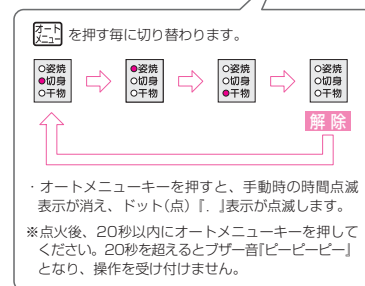 オートメニュー を押す毎に切り替わります。
○姿焼
●切身
○干物
●姿焼
○切身
○干物
○姿焼
○切身
●干物
○姿焼
○切身
○干物
解 除
・オートメニューキーを押すと、手動時の時間点滅
表示が消え、ドット(点)『．』表示が点滅します。
※点火後、20秒以内にオートメニューキーを押して
ください。20秒を超えるとブザー音『ピーピーピー』
となり、操作を受け付けません。